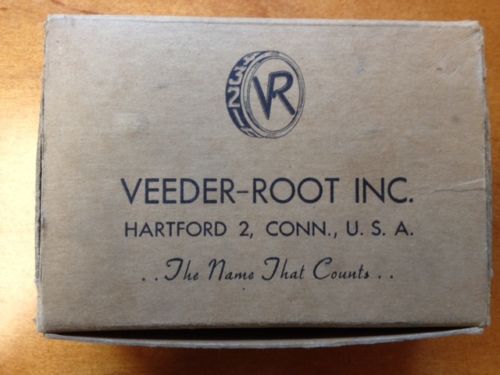 VR
VEEDER-ROOT INC.
HARTFORD 2, CONN., U. S. A.
. . The Name That Counts . .